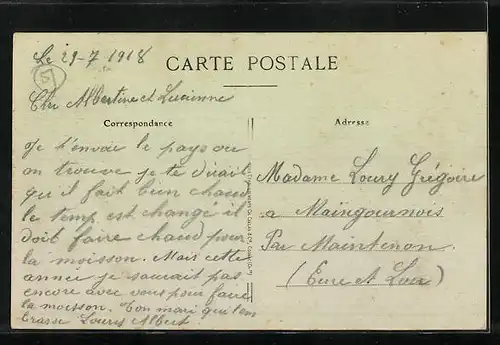 Le 29-7 1918
CARTE POSTALE
Cher Albertine et Lucienne
Correspondance
Adresse
Je t'envoie le pays ou
on trouve je te dirait
qu'il fait bien chaud
le temp est changé il
doit faire chaud pour
la moisson. Mais cette
année je saurait pas
encore avec vous pour faire
la moisson. Ton mari qui t'em
brasse Loury Albert
Madame Loury Grégoire
a Maingournois
Par Maintenon
(Eure et Loir)